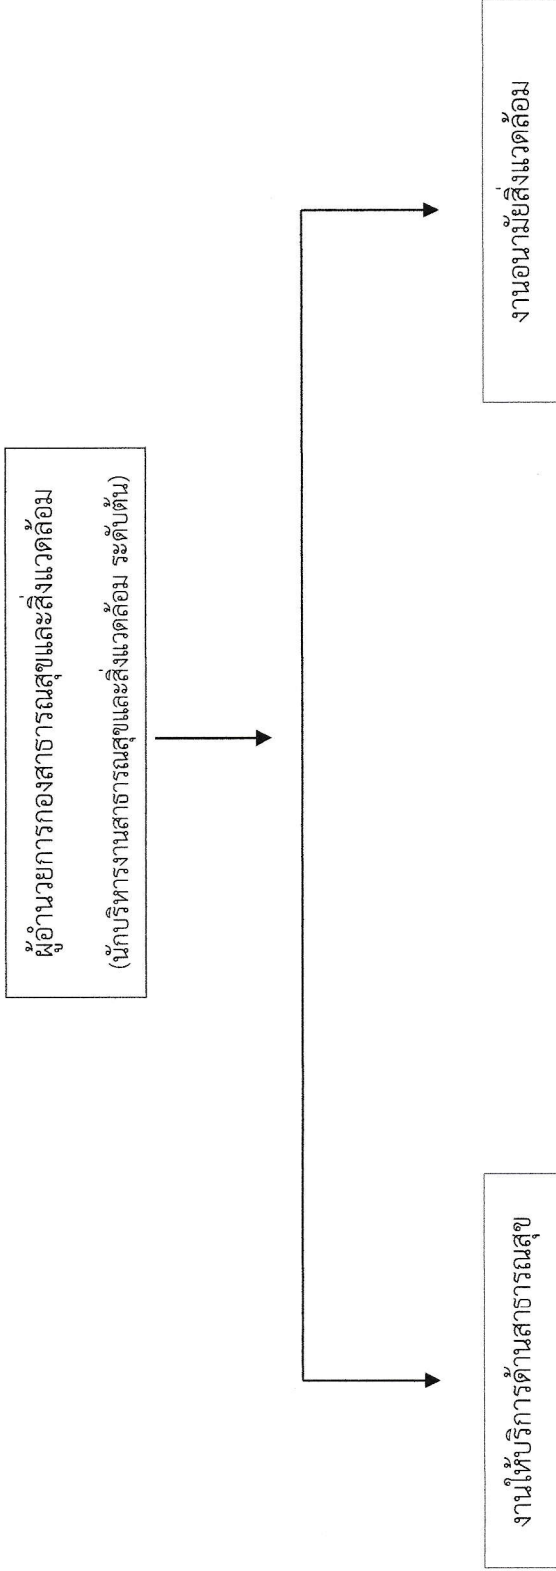 ผู้อำนวยการกองสาธารณสุขและสิ่งแวดล้อม
(นักบริหารงานสาธารณสุขและสิ่งแวดล้อม ระดับต้น)
งานให้บริการด้านสาธารณสุข
งานอนามัยสิ่งแวดล้อม